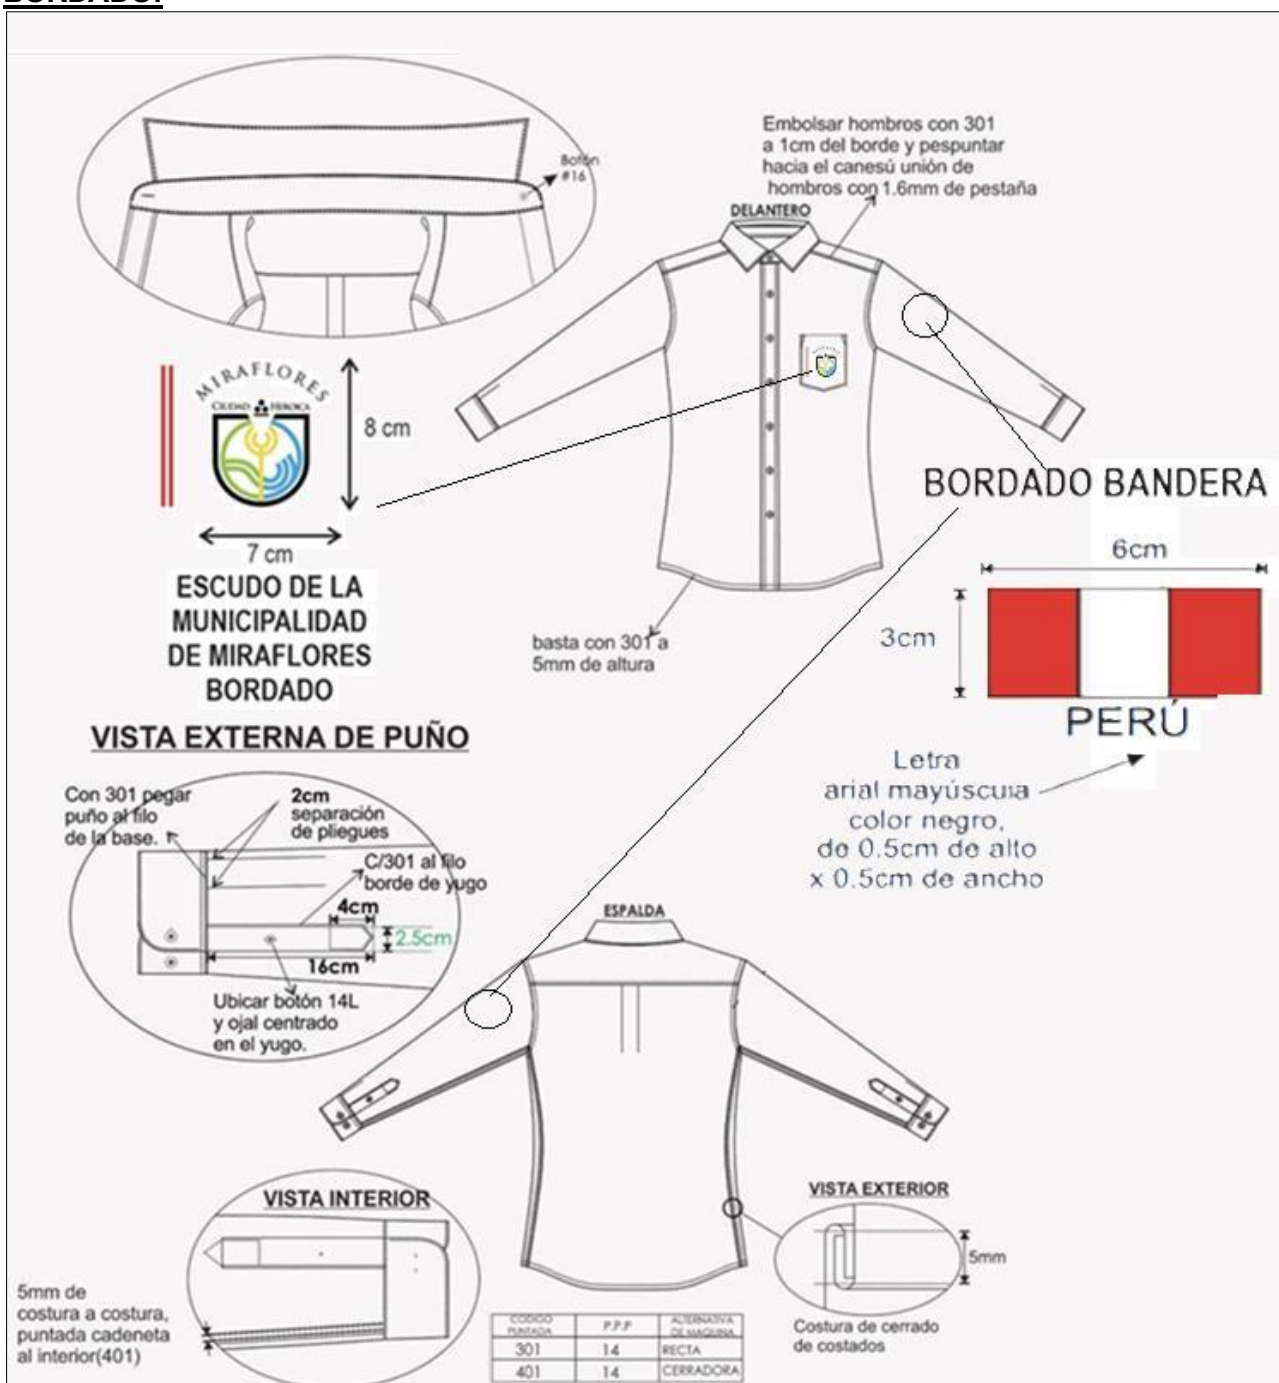 BORDADO:
Botón
#16
Embolsar hombros con 301
a 1cm del borde y pespuntar
hacia el canesú unión de
hombros con 1.6mm de pestaña
DELANTERO
MIRAFLORES
CIUDAD HEROICA
8 cm
7 cm
ESCUDO DE LA
MUNICIPALIDAD
DE MIRAFLORES
BORDADO
basta con 301 a
5mm de altura
BORDADO BANDERA
6cm
3cm
PERÚ
Letra
arial mayúscula
color negro,
de 0.5cm de alto
x 0.5cm de ancho
VISTA EXTERNA DE PUÑO
Con 301 pegar
puño al filo
de la base.
2cm
separación
de pliegues
C/301 al filo
borde de yugo
4cm
2.5cm
16cm
Ubicar botón 14L
y ojal centrado
en el yugo.
ESPALDA
VISTA INTERIOR
5mm de
costura a costura,
puntada cadeneta
al interior(401)
VISTA EXTERIOR
5mm
Costura de cerrado
de costados
CODIGO PUNTADA P.P.P ALTERNATIVA DE MAQUINA
301 14 RECTA
401 14 CERRADORA